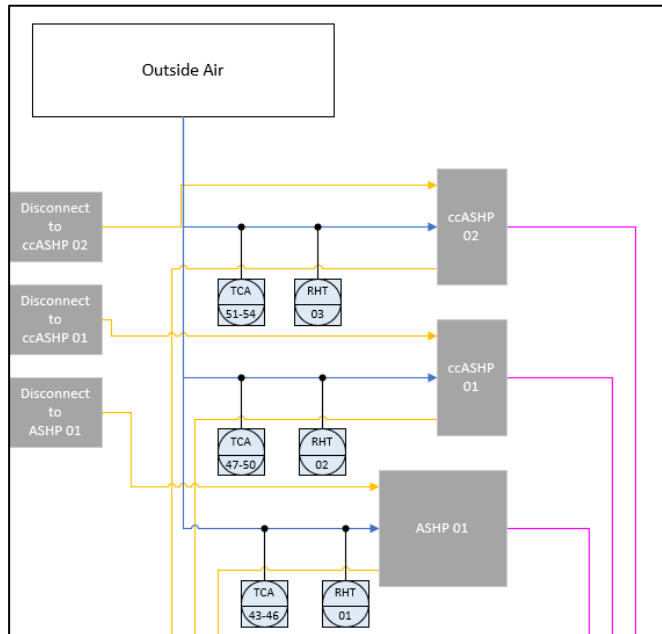 Outside Air
Disconnect
to
ccASHP 02
ccASHP
02
TCA
51-54
RHT
03
Disconnect
to
ccASHP 01
ccASHP
01
TCA
47-50
RHT
02
Disconnect
to
ASHP 01
ASHP 01
TCA
43-46
RHT
01